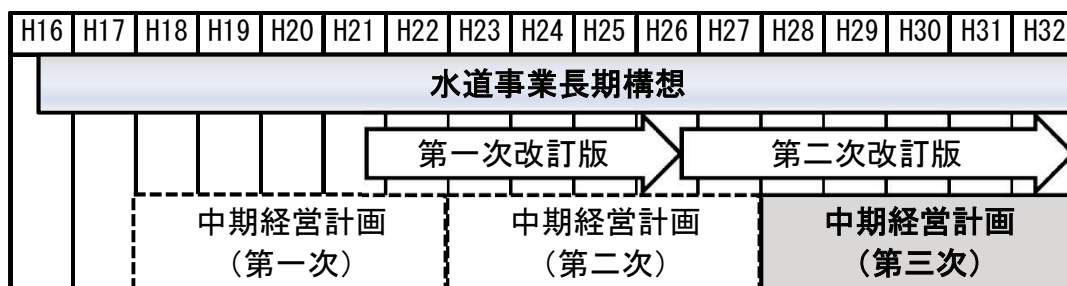 H16 H17 H18 H19 H20 H21 H22 H23 H24 H25 H26 H27 H28 H29 H30 H31 H32
水道事業長期構想
第一次改訂版 第二次改訂版
中期経営計画 中期経営計画 中期経営計画
（第一次） （第二次） （第三次）